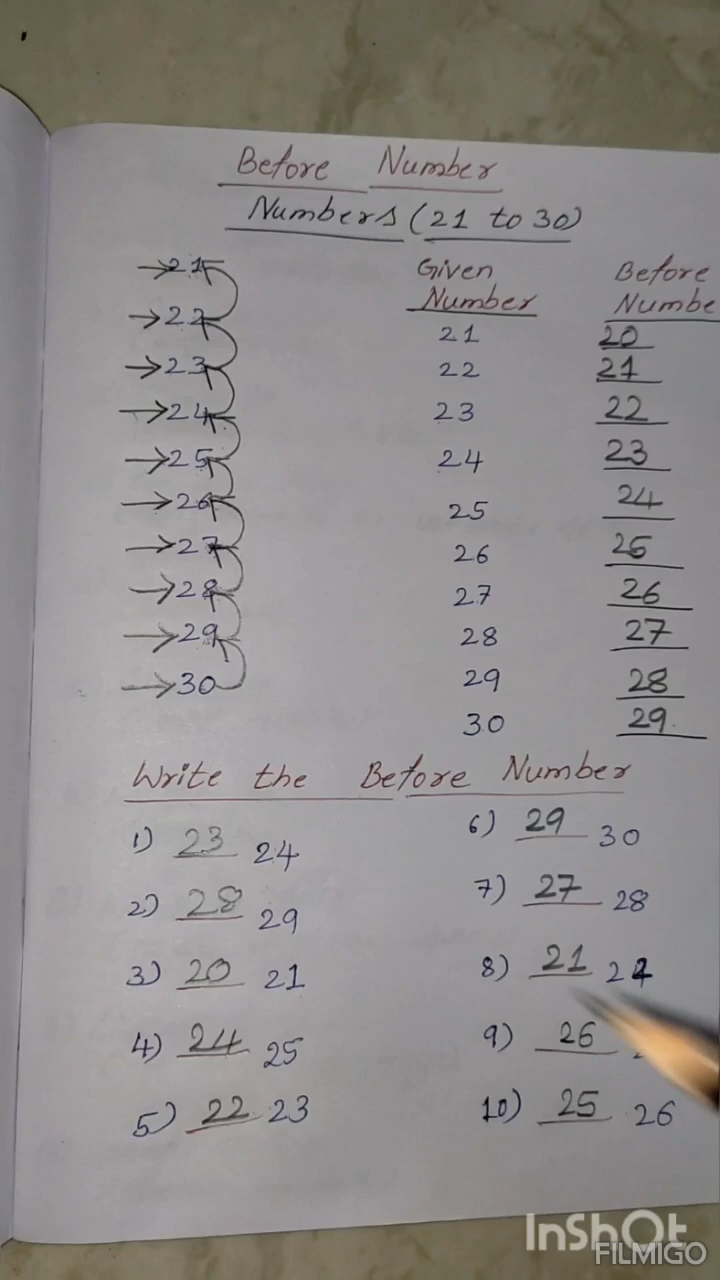 Before Number
Numbers (21 to 30)
→21
→22
→23
→24
→25
→26
→27
→28
→29
→30
Given Number
21
22
23
24
25
26
27
28
29
30
Before Numbe
20
21
22
23
24
25
26
27
28
29
Write the Before Number
1) 23 24
2) 28 29
3) 20 21
4) 24 25
5) 22 23
6) 29 30
7) 27 28
8) 21
9) 26
10) 25 26
InShOt
FILMIGO